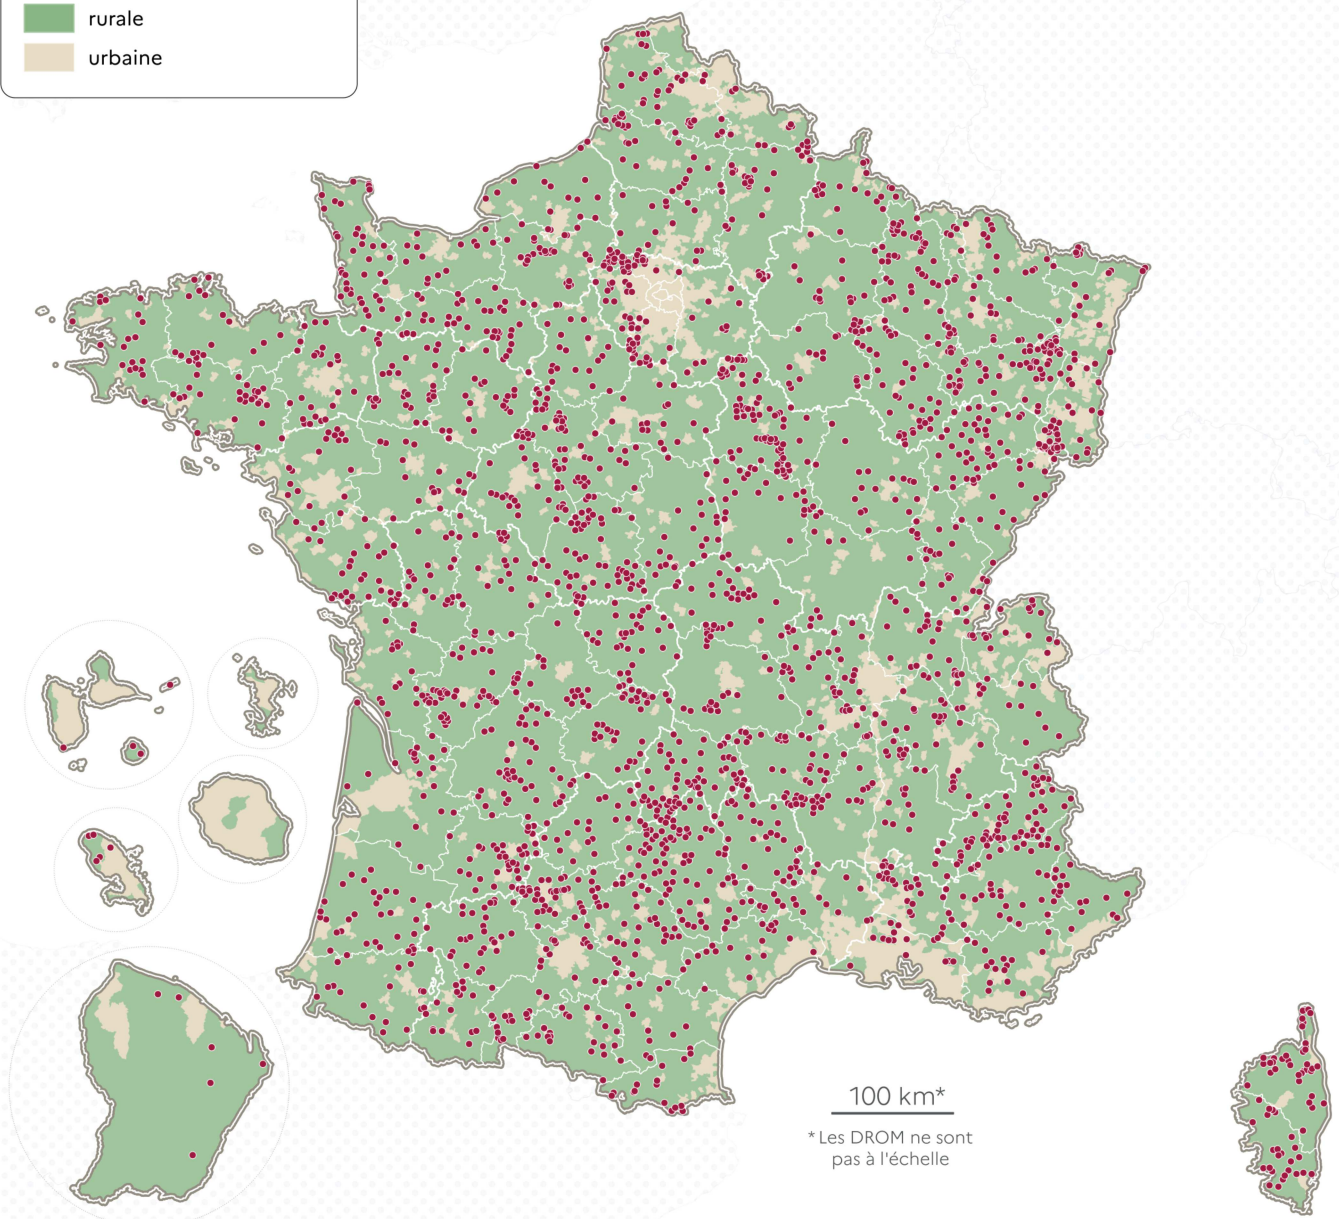 rurale
urbaine
100 km*
* Les DROM ne sont
pas à l'échelle